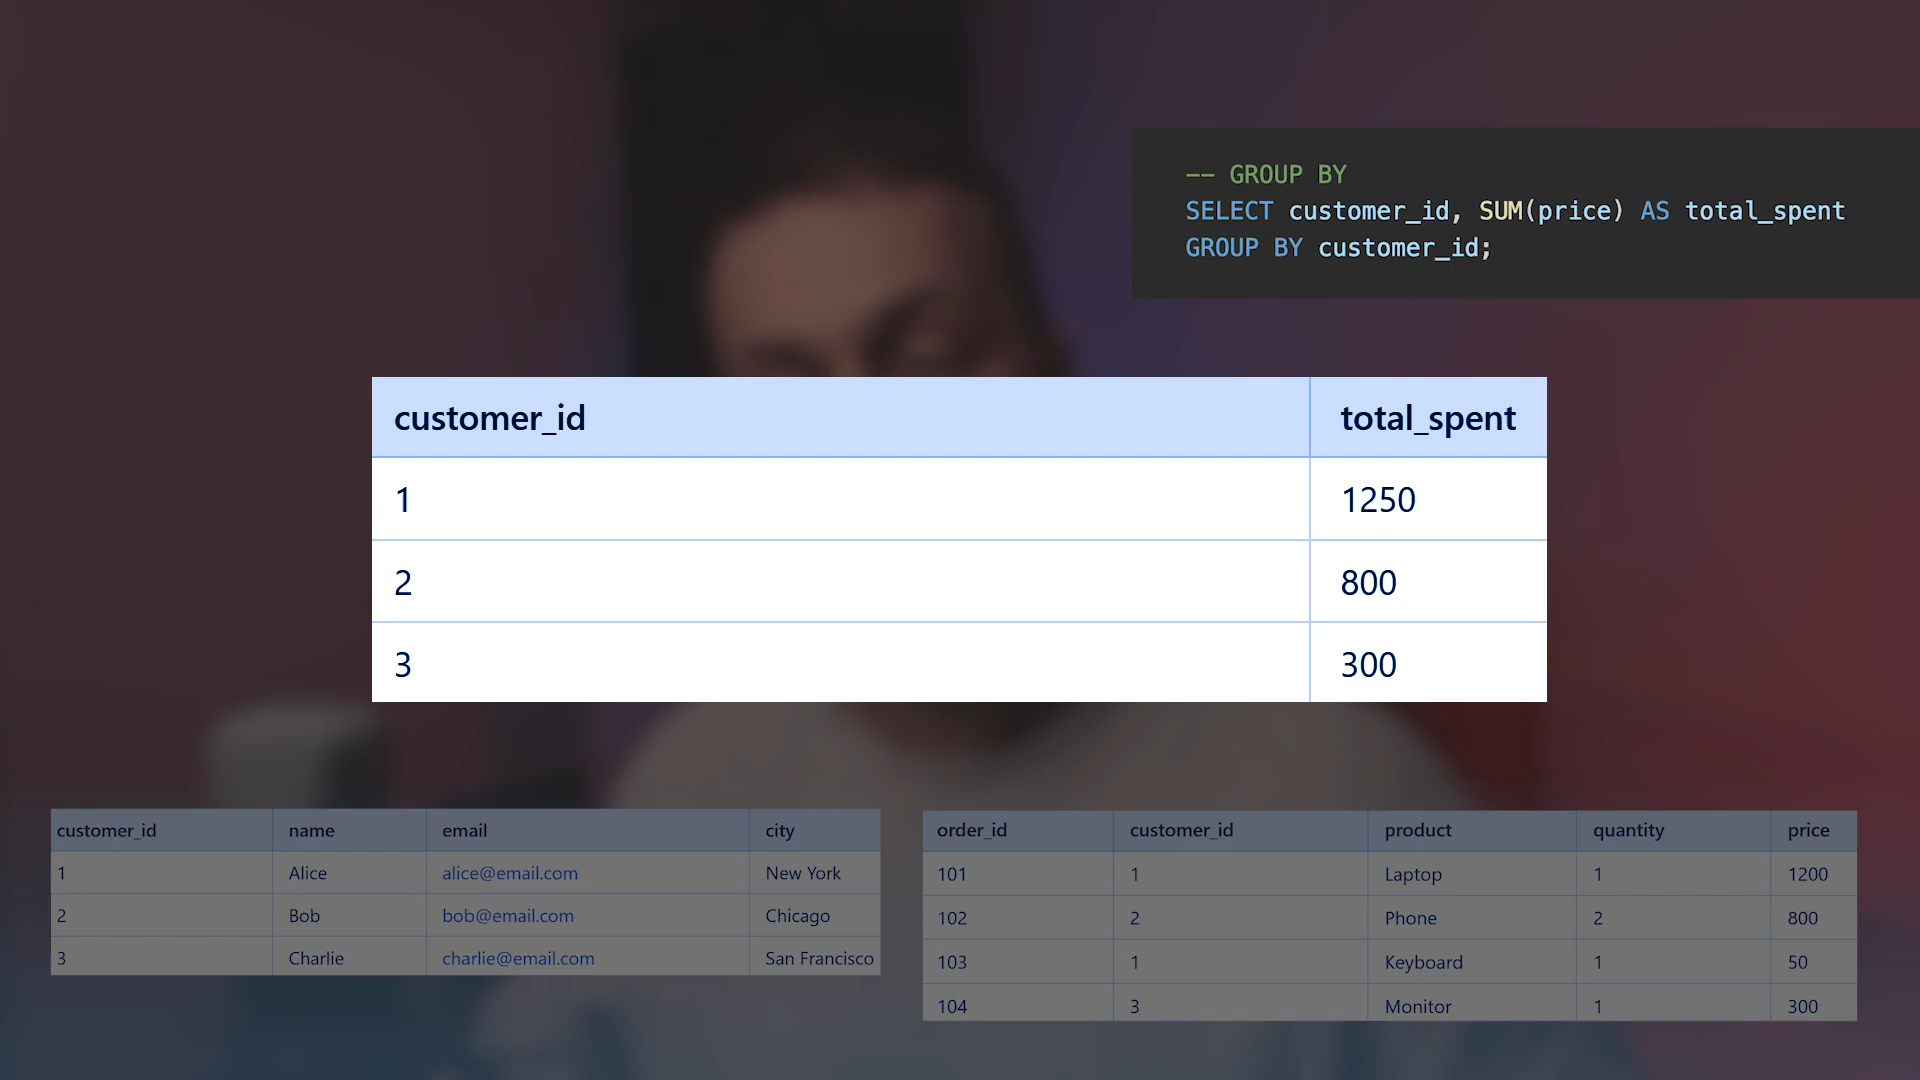 -- GROUP BY
SELECT customer_id, SUM(price) AS total_spent
GROUP BY customer_id;
customer_id total_spent
1 1250
2 800
3 300
customer_id name email city
1 Alice alice@email.com New York
2 Bob bob@email.com Chicago
3 Charlie charlie@email.com San Francisco
order_id customer_id product quantity price
101 1 Laptop 1 1200
102 2 Phone 2 800
103 1 Keyboard 1 50
104 3 Monitor 1 300